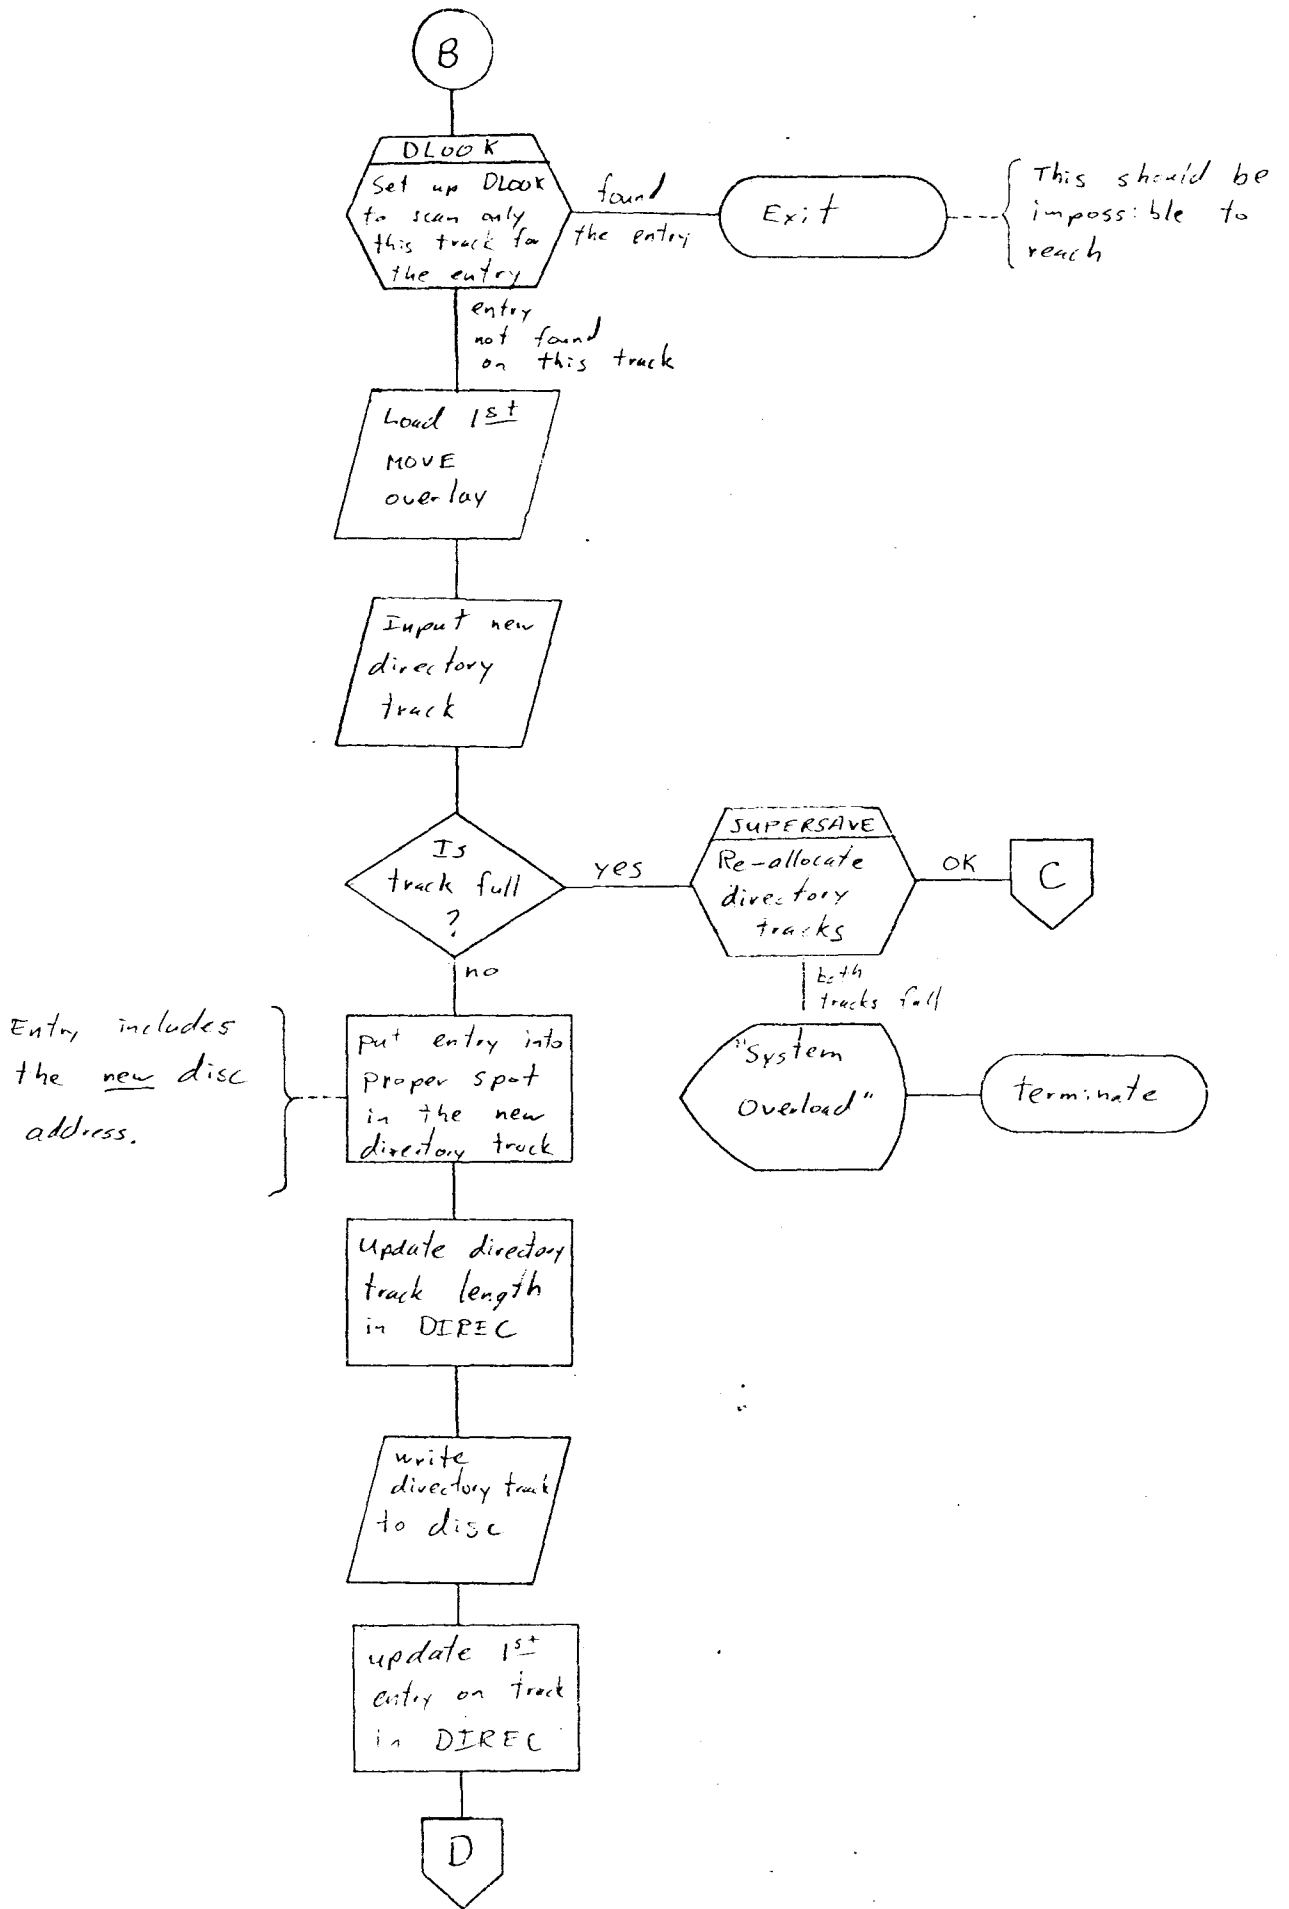 B
DLOOK
Set up DLOOK
to scan only
this track for
the entry
found
the entry
Exit
This should be
impossible to
reach
entry
not found
on this track
Load 1st
MOVE
overlay
Input new
directory
track
Is
track full
?
yes
SUPERSAVE
Re-allocate
directory
tracks
OK
C
no
both
tracks full
"System
Overload"
terminate
Entry includes
the new disc
address.
put entry into
proper spot
in the new
directory track
Update directory
track length
in DIREC
write
directory track
to disc
update 1st
entry on track
in DIREC
D